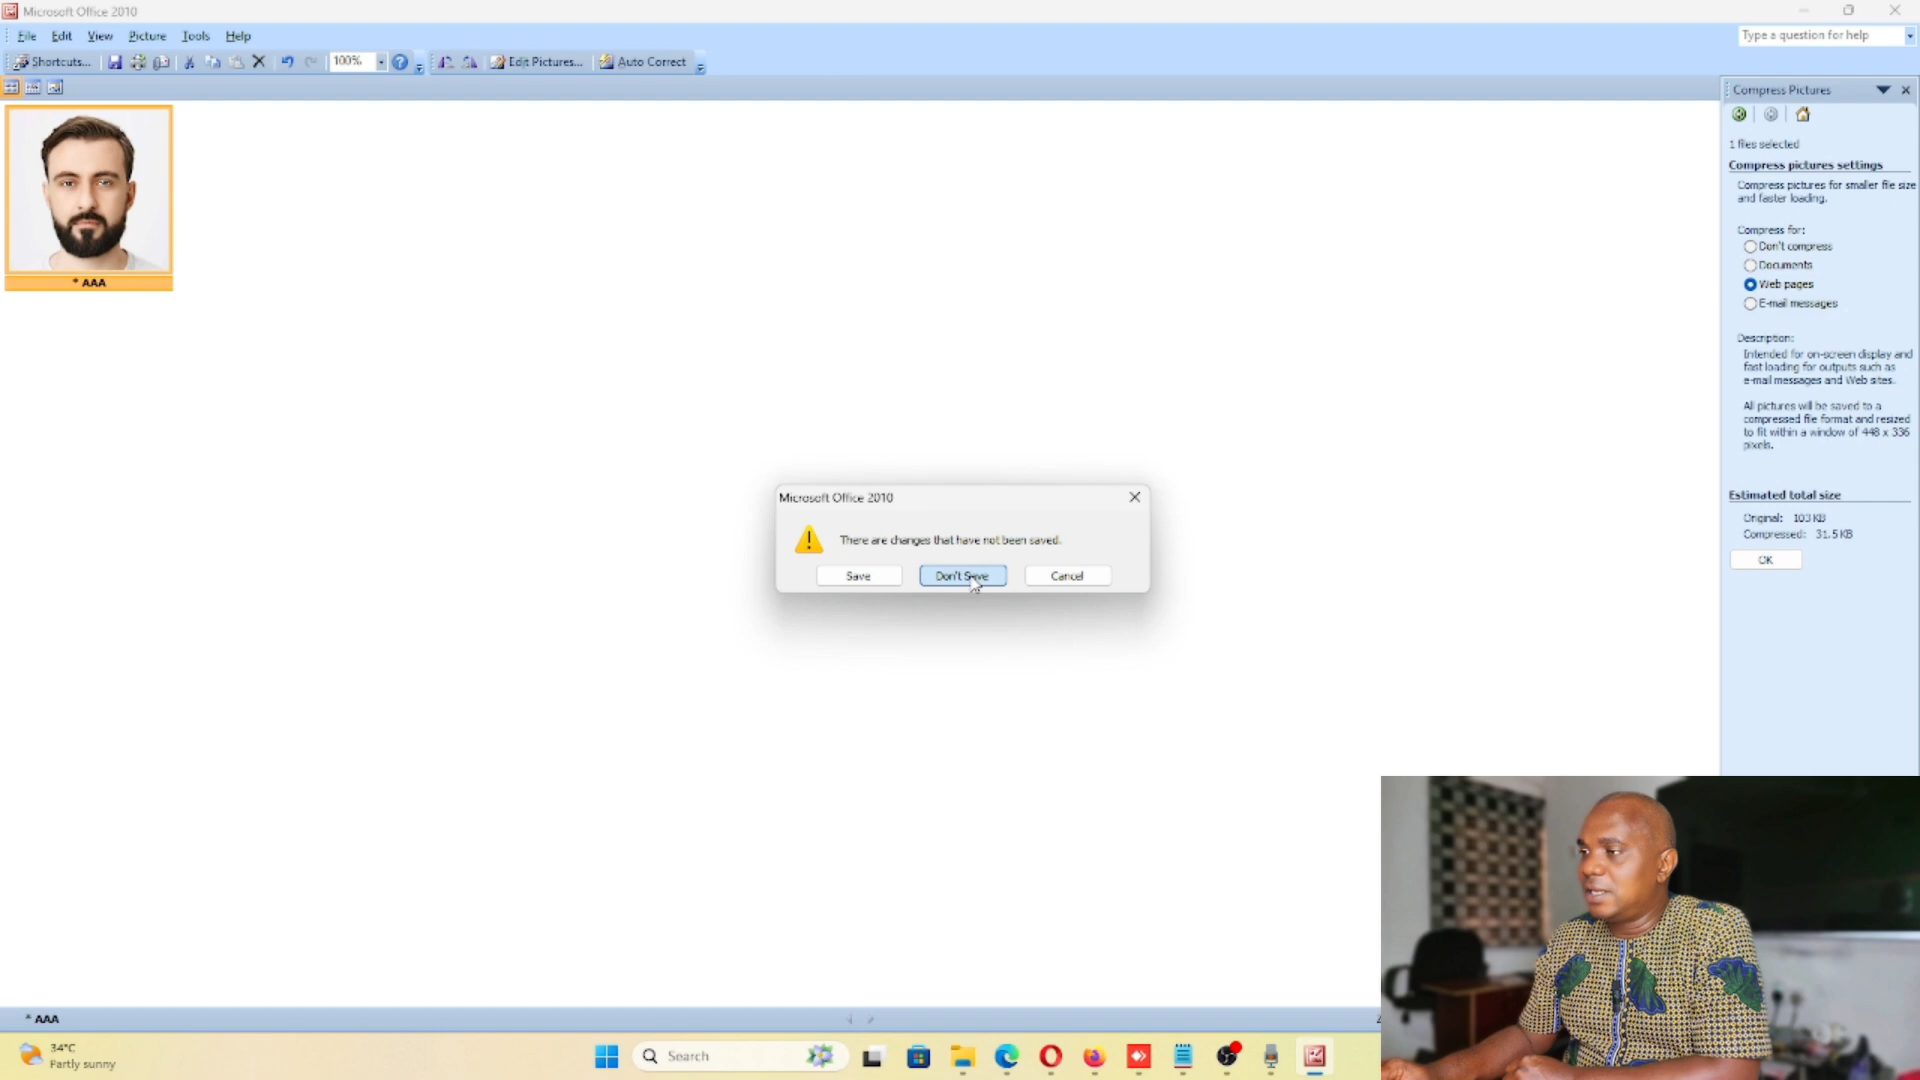 Microsoft Office 2010
File Edit View Picture Tools Help
Type a question for help
Shortcuts... 100% Edit Pictures... Auto Correct
Compress Pictures
1 files selected
Compress pictures settings
Compress pictures for smaller file size
and faster loading.
Compress for:
Don't compress
Documents
Web pages
E-mail messages
Description:
Intended for on-screen display and
fast loading for outputs such as
e-mail messages and Web sites.
All pictures will be saved to a
compressed file format and resized
to fit within a window of 448 x 336
pixels.
Estimated total size
Original: 103 KB
Compressed: 31.5 KB
OK
* AAA
Microsoft Office 2010
There are changes that have not been saved.
Save Don't Save Cancel
* AAA
34°C
Partly sunny
Search